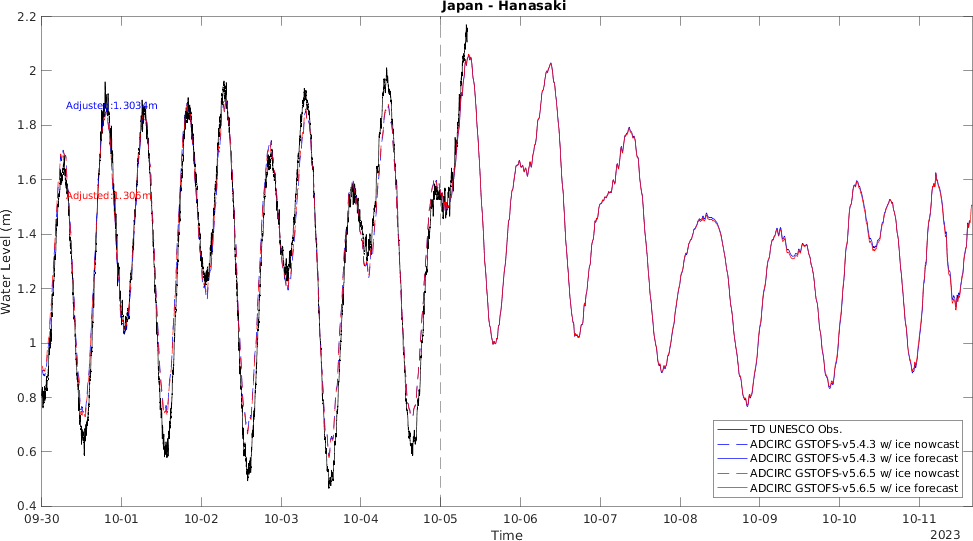 Japan - Hanasaki
2.2
2
1.8
1.6
1.4
1.2
1
0.8
0.6
0.4
Water Level (m)
Adjusted:1.3034m
Adjusted:1.305m
TD UNESCO Obs.
ADCIRC GSTOFS-v5.4.3 w/ ice nowcast
ADCIRC GSTOFS-v5.4.3 w/ ice forecast
ADCIRC GSTOFS-v5.6.5 w/ ice nowcast
ADCIRC GSTOFS-v5.6.5 w/ ice forecast
09-30 10-01 10-02 10-03 10-04 10-05 10-06 10-07 10-08 10-09 10-10 10-11
Time
2023